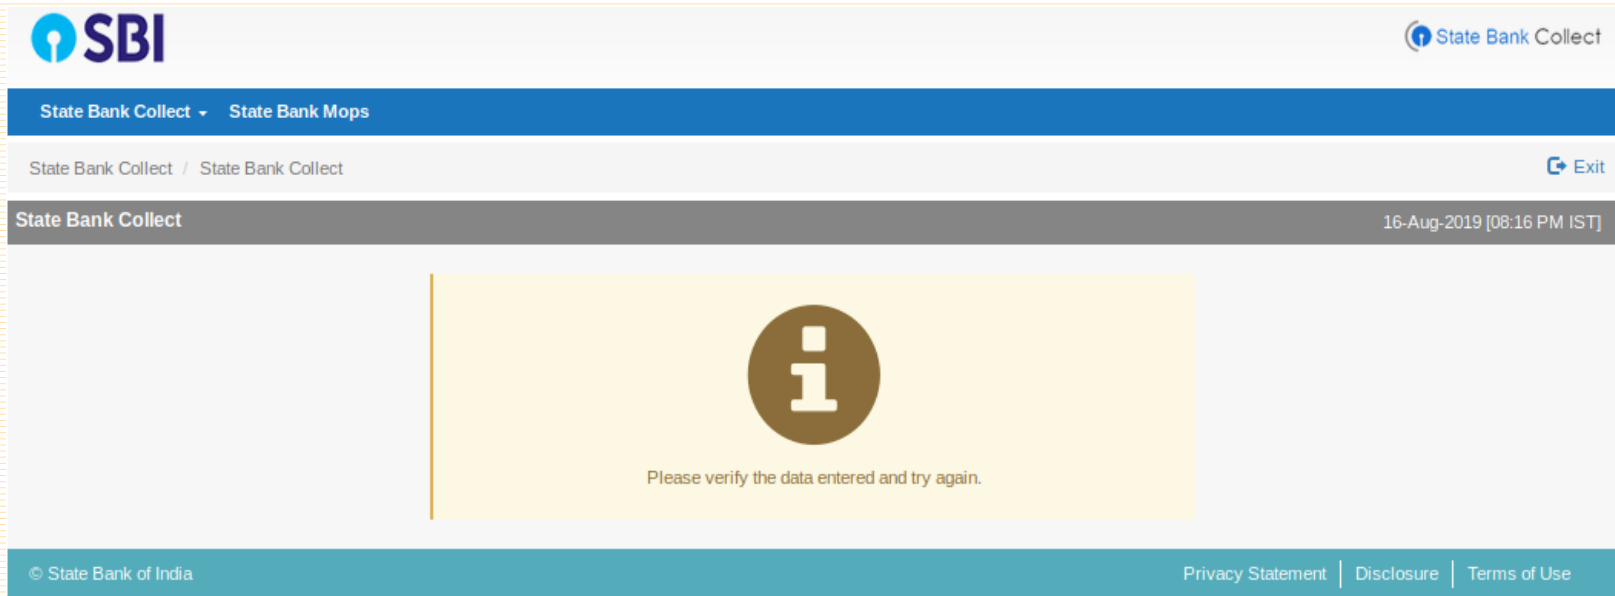 SBI
State Bank Collect
State Bank Collect State Bank Mops
State Bank Collect / State Bank Collect
Exit
State Bank Collect
16-Aug-2019 [08:16 PM IST]
Please verify the data entered and try again.
© State Bank of India
Privacy Statement | Disclosure | Terms of Use